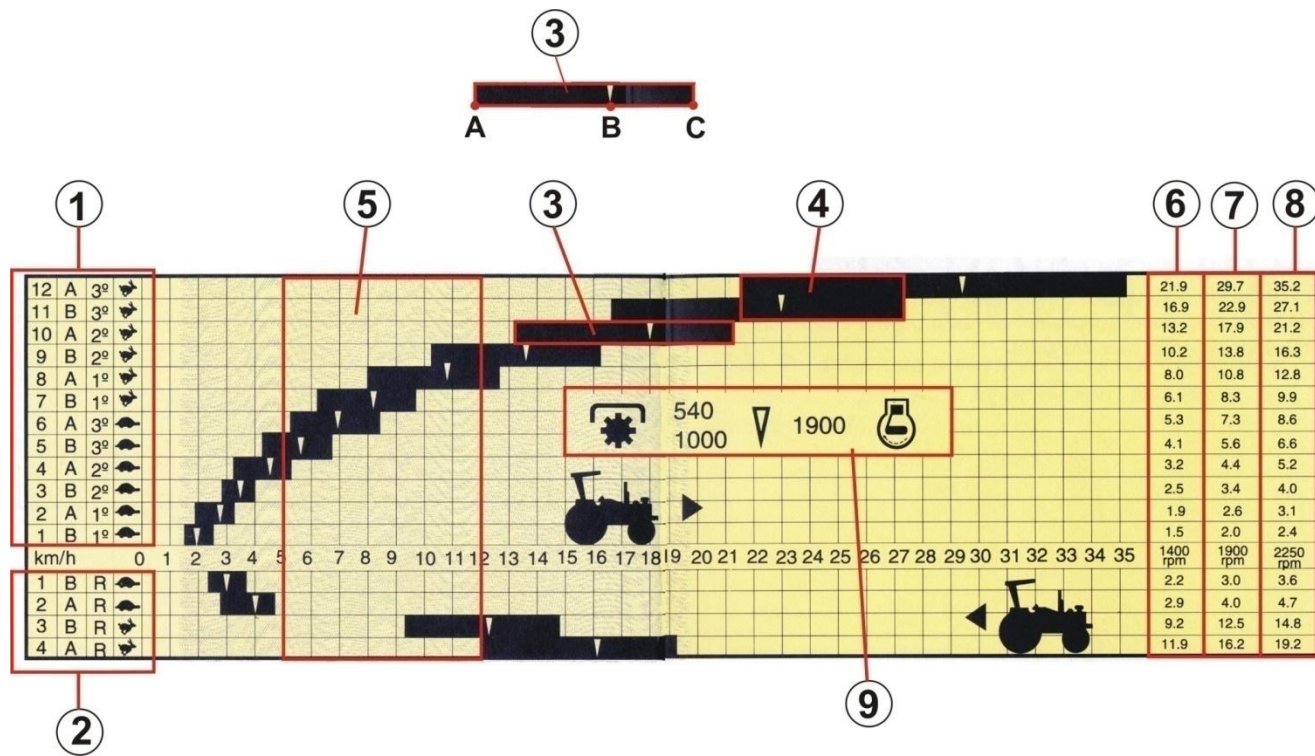 3
A B C
1 5 3 4 6 7 8
12 A 3º 21.9 29.7 35.2
11 B 3º 16.9 22.9 27.1
10 A 2º 13.2 17.9 21.2
9 B 2º 10.2 13.8 16.3
8 A 1º 8.0 10.8 12.8
7 B 1º 6.1 8.3 9.9
6 A 3º 540 5.3 7.3 8.6
5 B 3º 1000 1900 4.1 5.6 6.6
4 A 2º 3.2 4.4 5.2
3 B 2º 2.5 3.4 4.0
2 A 1º 1.9 2.6 3.1
1 B 1º 1.5 2.0 2.4
km/h 0 1 2 3 4 5 6 7 8 9 10 11 12 13 14 15 16 17 18 19 20 21 22 23 24 25 26 27 28 29 30 31 32 33 34 35 1400 1900 2250
rpm rpm rpm
1 B R 2.2 3.0 3.6
2 A R 2.9 4.0 4.7
3 B R 9.2 12.5 14.8
4 A R 11.9 16.2 19.2
2 9